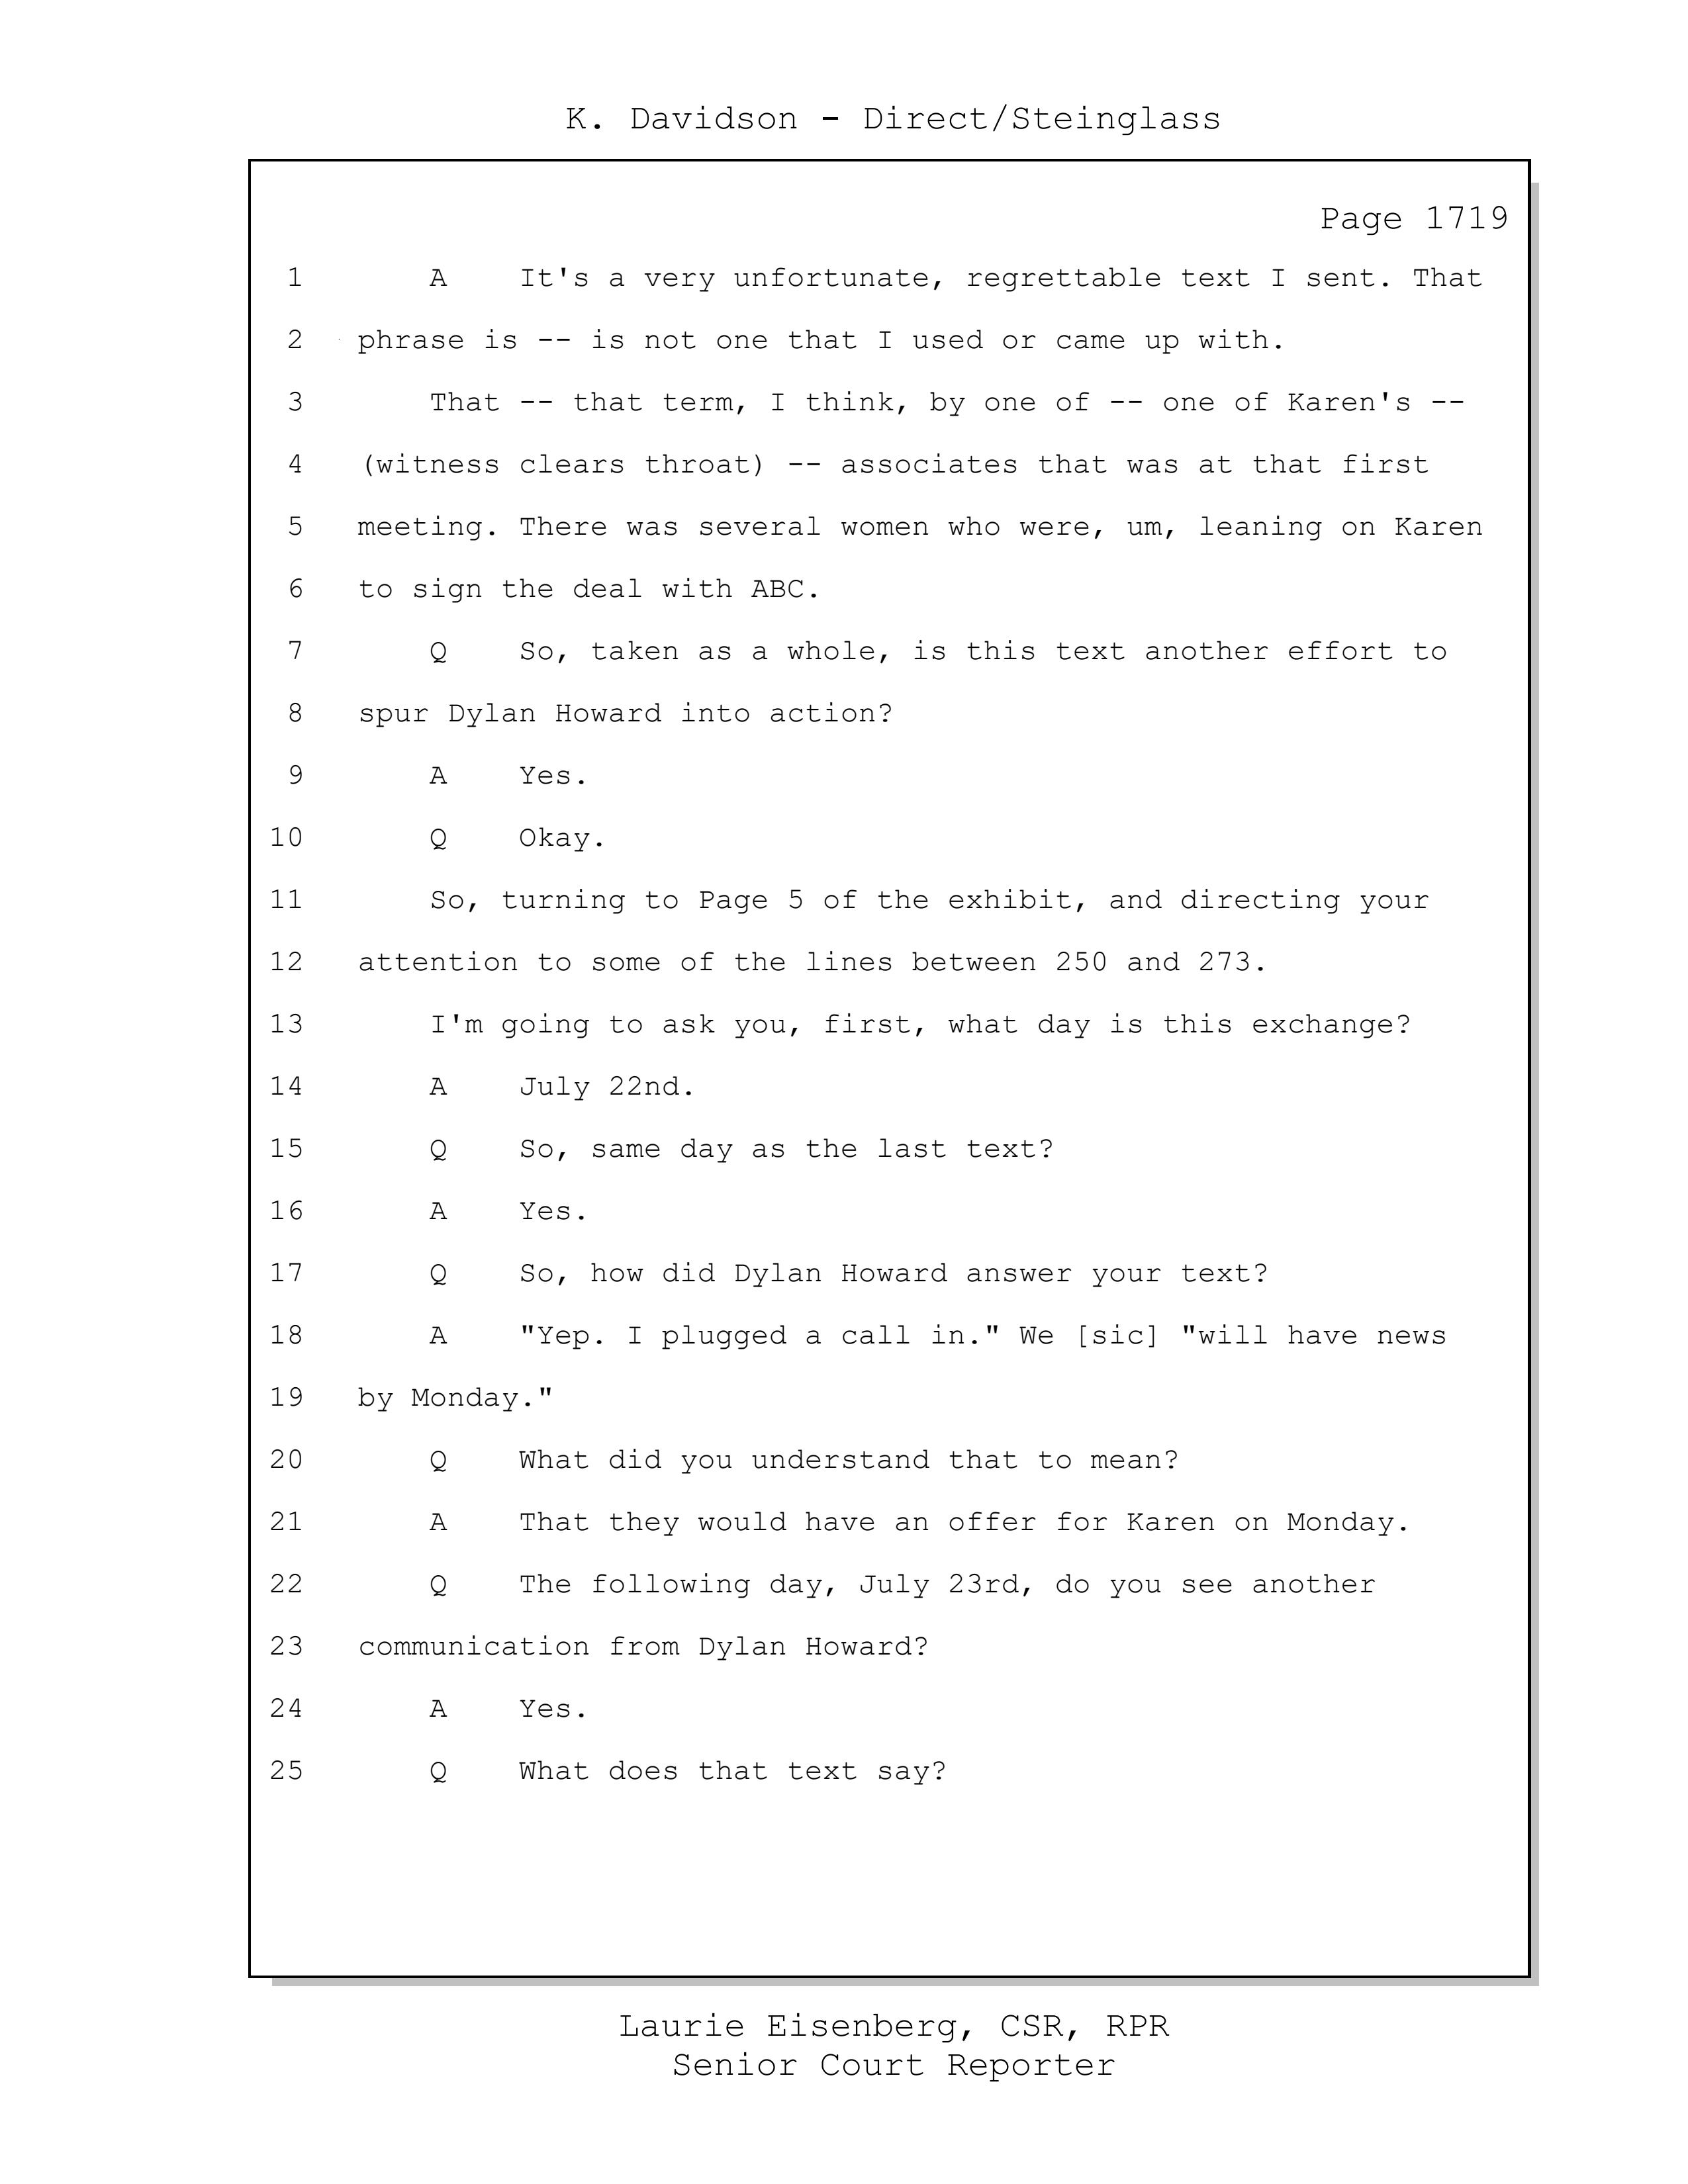 K. Davidson - Direct/Steinglass
Page 1719
1 A It's a very unfortunate, regrettable text I sent. That
2 phrase is -- is not one that I used or came up with.
3 That -- that term, I think, by one of -- one of Karen's --
4 (witness clears throat) -- associates that was at that first
5 meeting. There was several women who were, um, leaning on Karen
6 to sign the deal with ABC.
7 Q So, taken as a whole, is this text another effort to
8 spur Dylan Howard into action?
9 A Yes.
10 Q Okay.
11 So, turning to Page 5 of the exhibit, and directing your
12 attention to some of the lines between 250 and 273.
13 I'm going to ask you, first, what day is this exchange?
14 A July 22nd.
15 Q So, same day as the last text?
16 A Yes.
17 Q So, how did Dylan Howard answer your text?
18 A "Yep. I plugged a call in." We [sic] "will have news
19 by Monday."
20 Q What did you understand that to mean?
21 A That they would have an offer for Karen on Monday.
22 Q The following day, July 23rd, do you see another
23 communication from Dylan Howard?
24 A Yes.
25 Q What does that text say?
Laurie Eisenberg, CSR, RPR
Senior Court Reporter